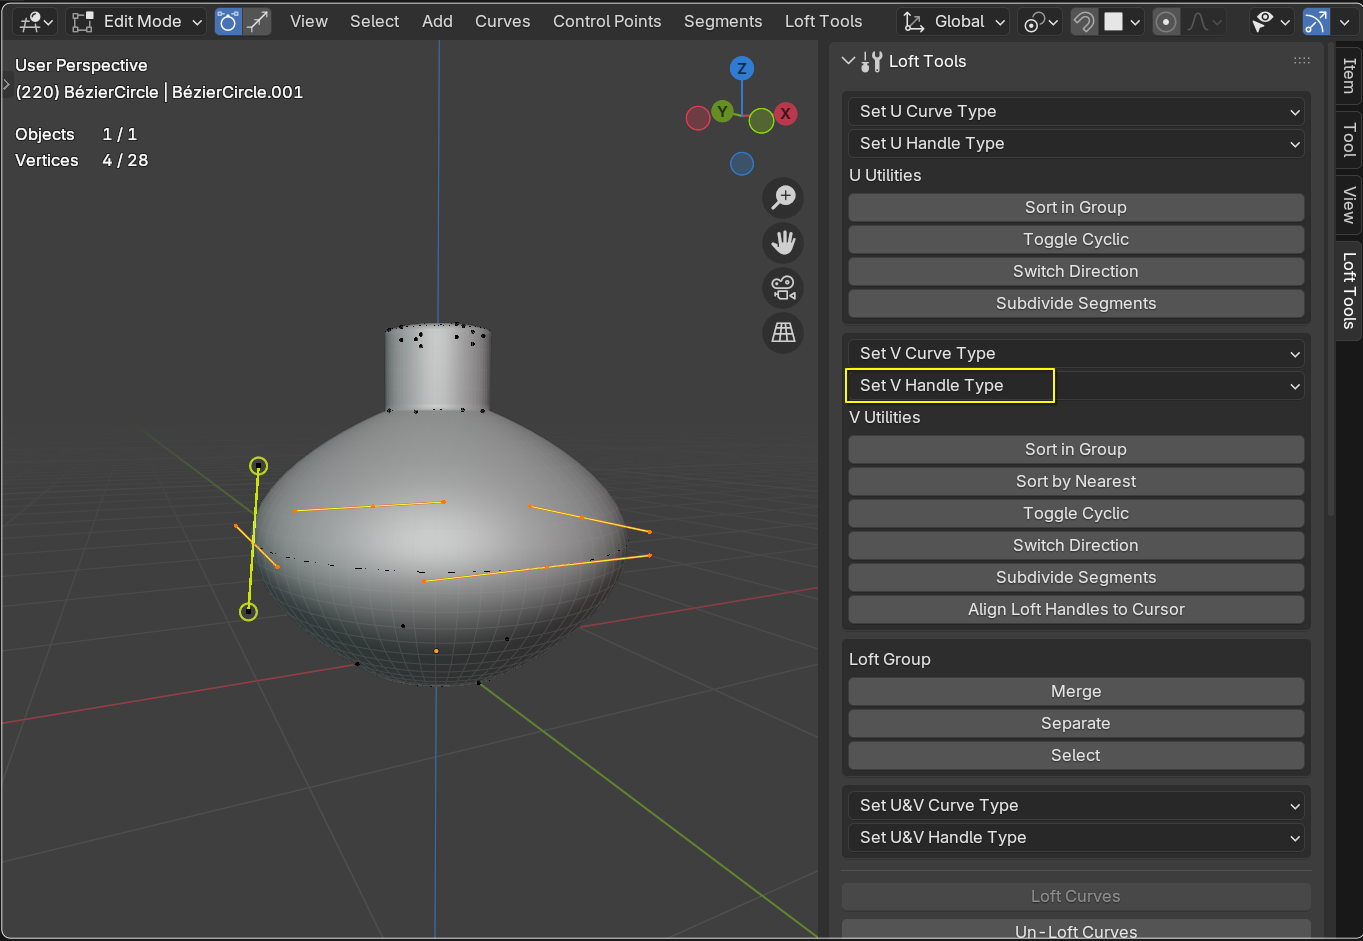 Edit Mode View Select Add Curves Control Points Segments Loft Tools Global
User Perspective
(220) BézierCircle | BézierCircle.001
Objects 1 / 1
Vertices 4 / 28
Z
Y
X
Loft Tools
Set U Curve Type
Set U Handle Type
U Utilities
Sort in Group
Toggle Cyclic
Switch Direction
Subdivide Segments
Set V Curve Type
Set V Handle Type
V Utilities
Sort in Group
Sort by Nearest
Toggle Cyclic
Switch Direction
Subdivide Segments
Align Loft Handles to Cursor
Loft Group
Merge
Separate
Select
Set U&V Curve Type
Set U&V Handle Type
Loft Curves
Un-Loft Curves
Item
Tool
View
Loft Tools